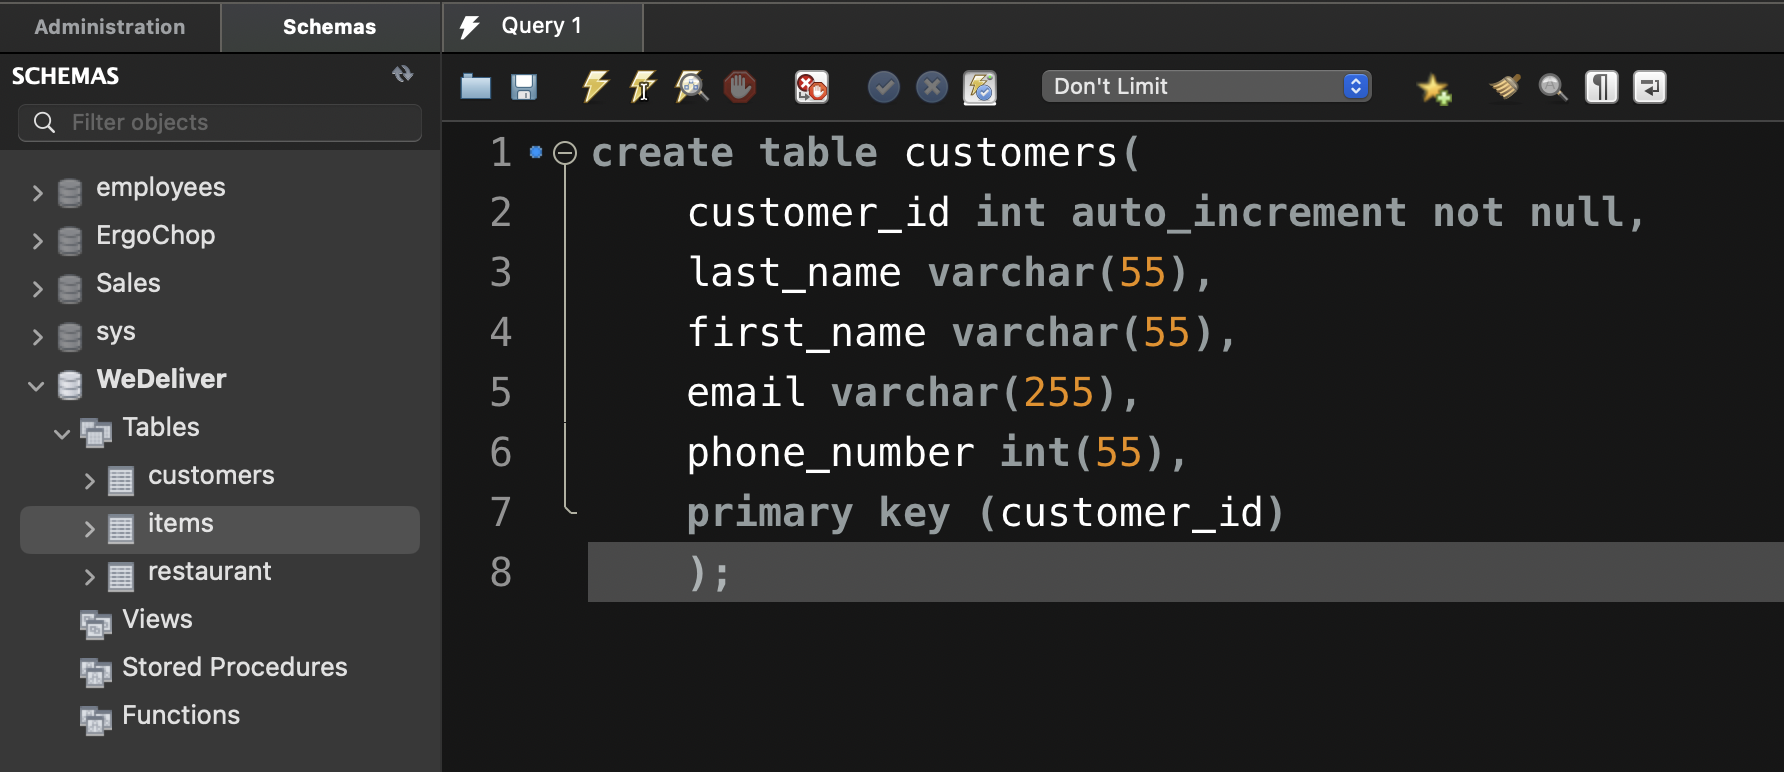 Administration
Schemas
Query 1
SCHEMAS
Filter objects
Don't Limit
employees
ErgoChop
Sales
sys
WeDeliver
Tables
customers
items
restaurant
Views
Stored Procedures
Functions
1 create table customers(
2 customer_id int auto_increment not null,
3 last_name varchar(55),
4 first_name varchar(55),
5 email varchar(255),
6 phone_number int(55),
7 primary key (customer_id)
8 );